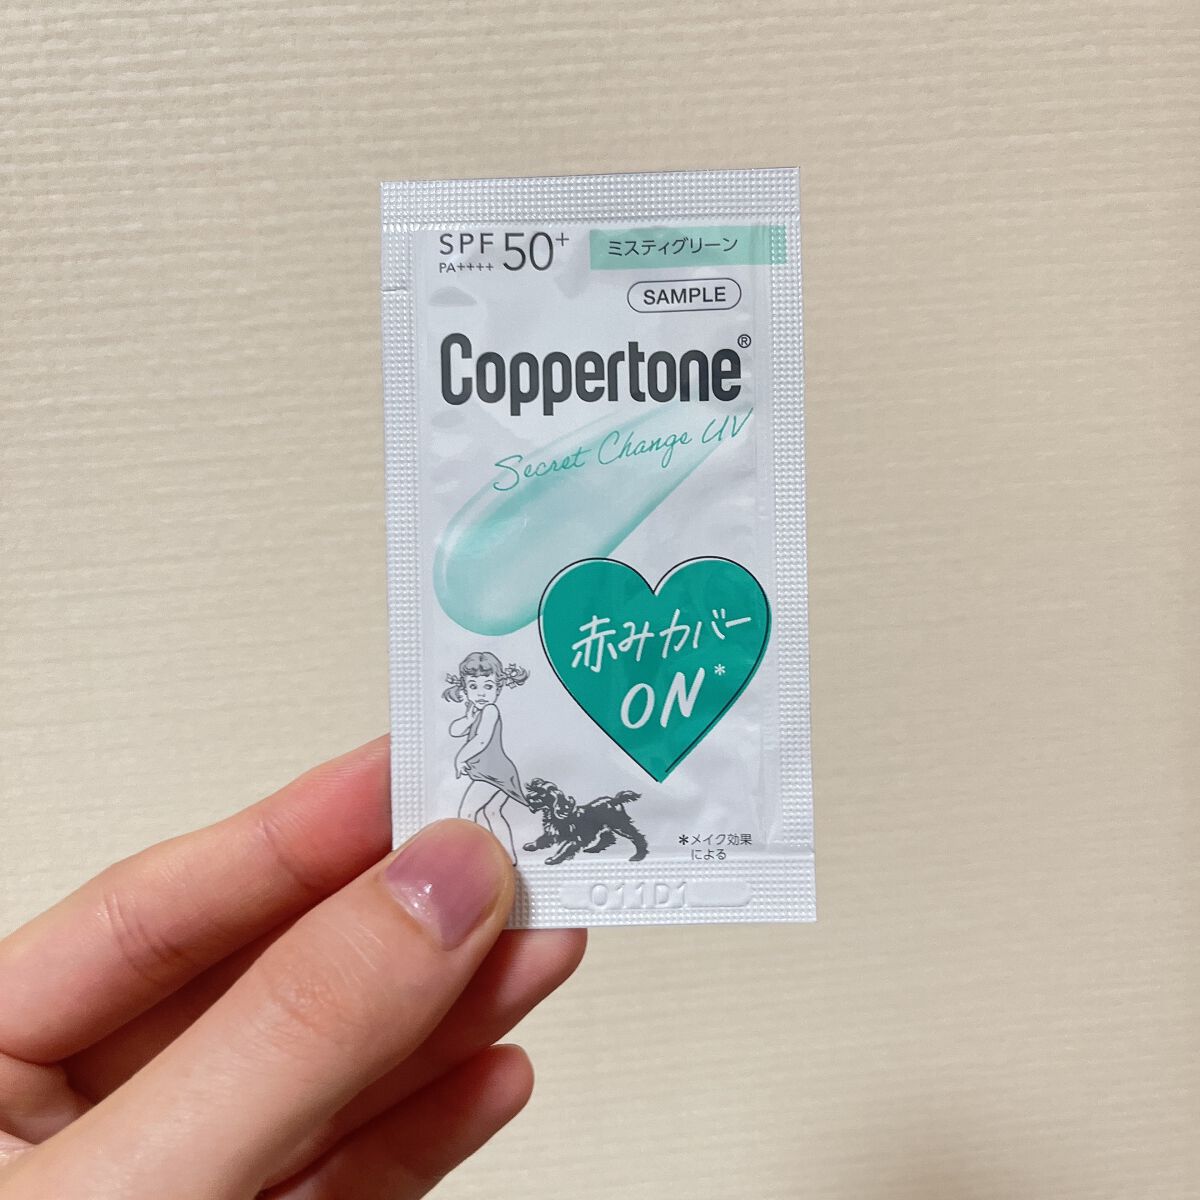 SPF 50+
PA++++
ミスティグリーン
SAMPLE
Coppertone®
Secret Change UV
赤みカバー
ON*
*メイク効果
による
011D1